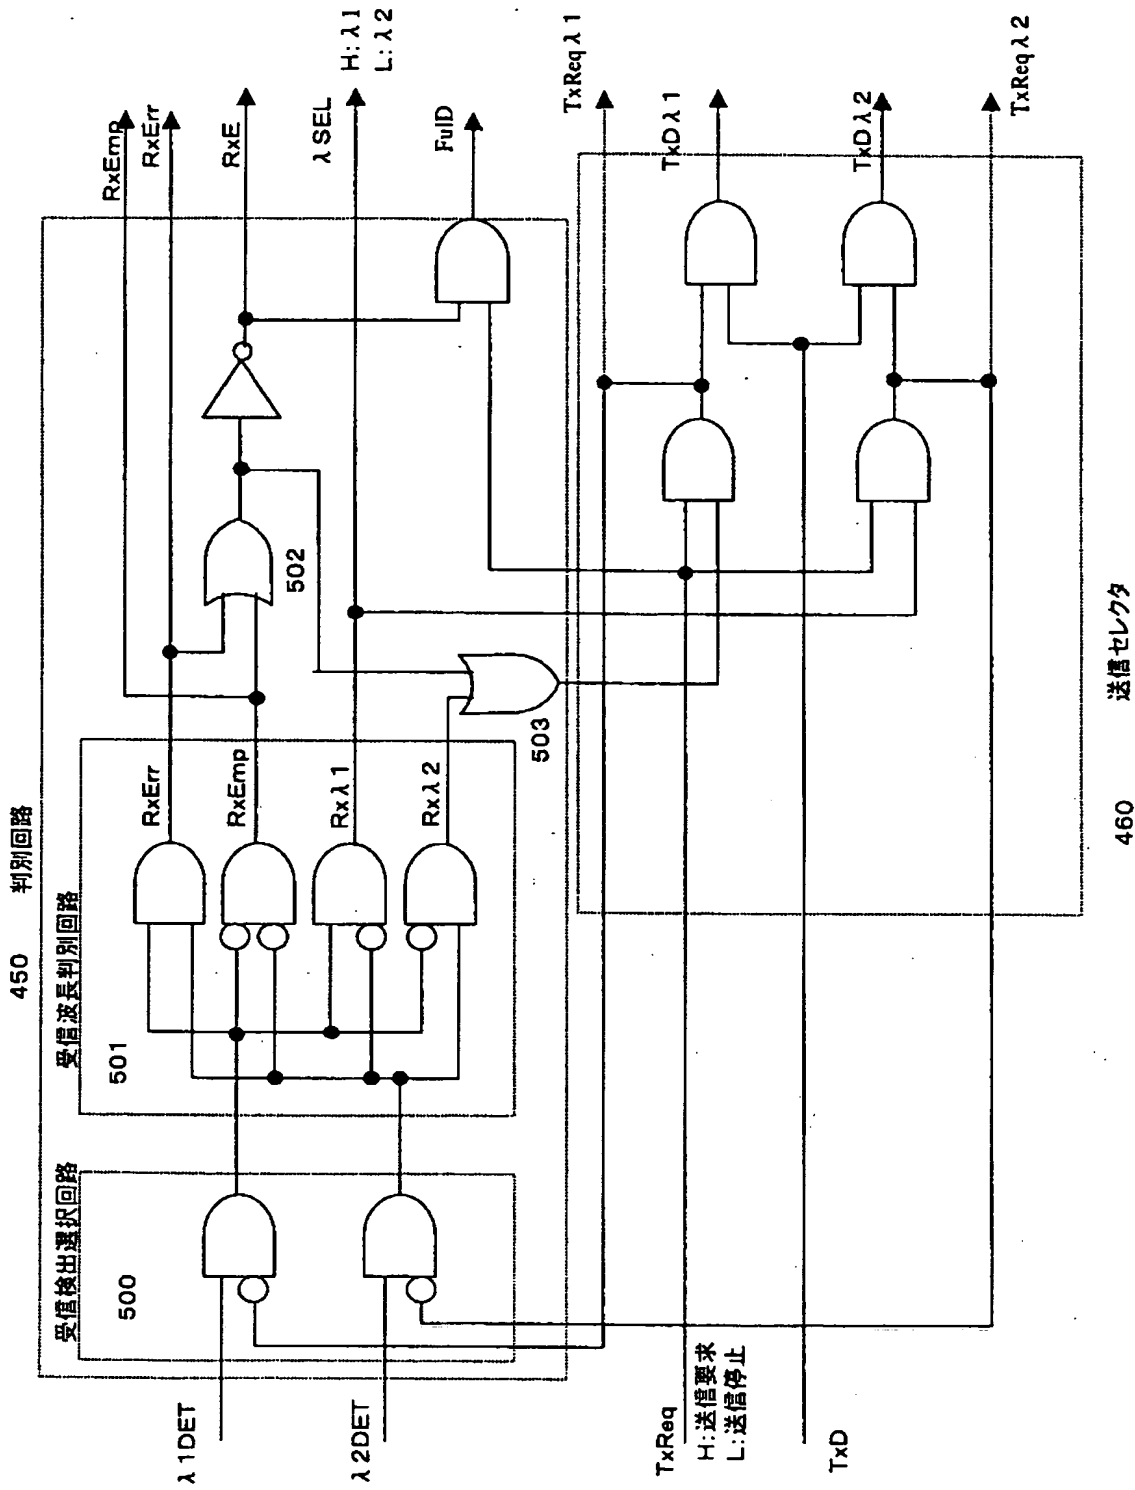 450 判別回路
受信検出選択回路
500
受信波長判別回路
501
λ1DET
λ2DET
RxErr
RxEmp
Rxλ1
Rxλ2
502
503
RxEmp
RxErr
RxE
λSEL
H:λ1
L:λ2
FulD
TxReqλ1
TxDλ1
TxDλ2
TxReqλ2
TxReq
H:送信要求
L:送信停止
TxD
460 送信セレクタ